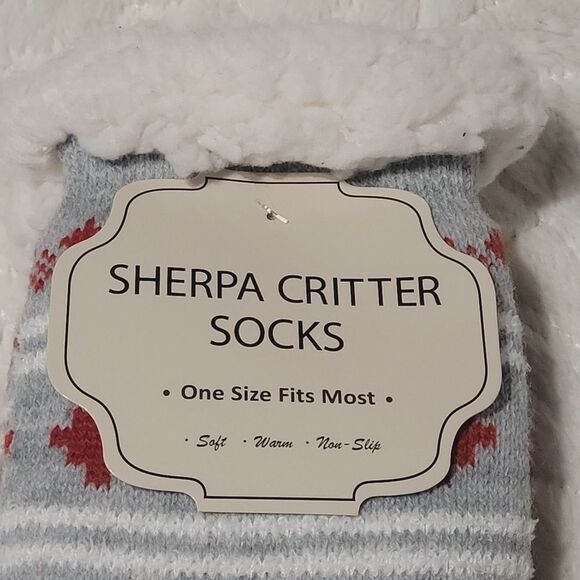 SHERPA CRITTER
SOCKS
• One Size Fits Most •
· Soft · Warm · Non-Slip